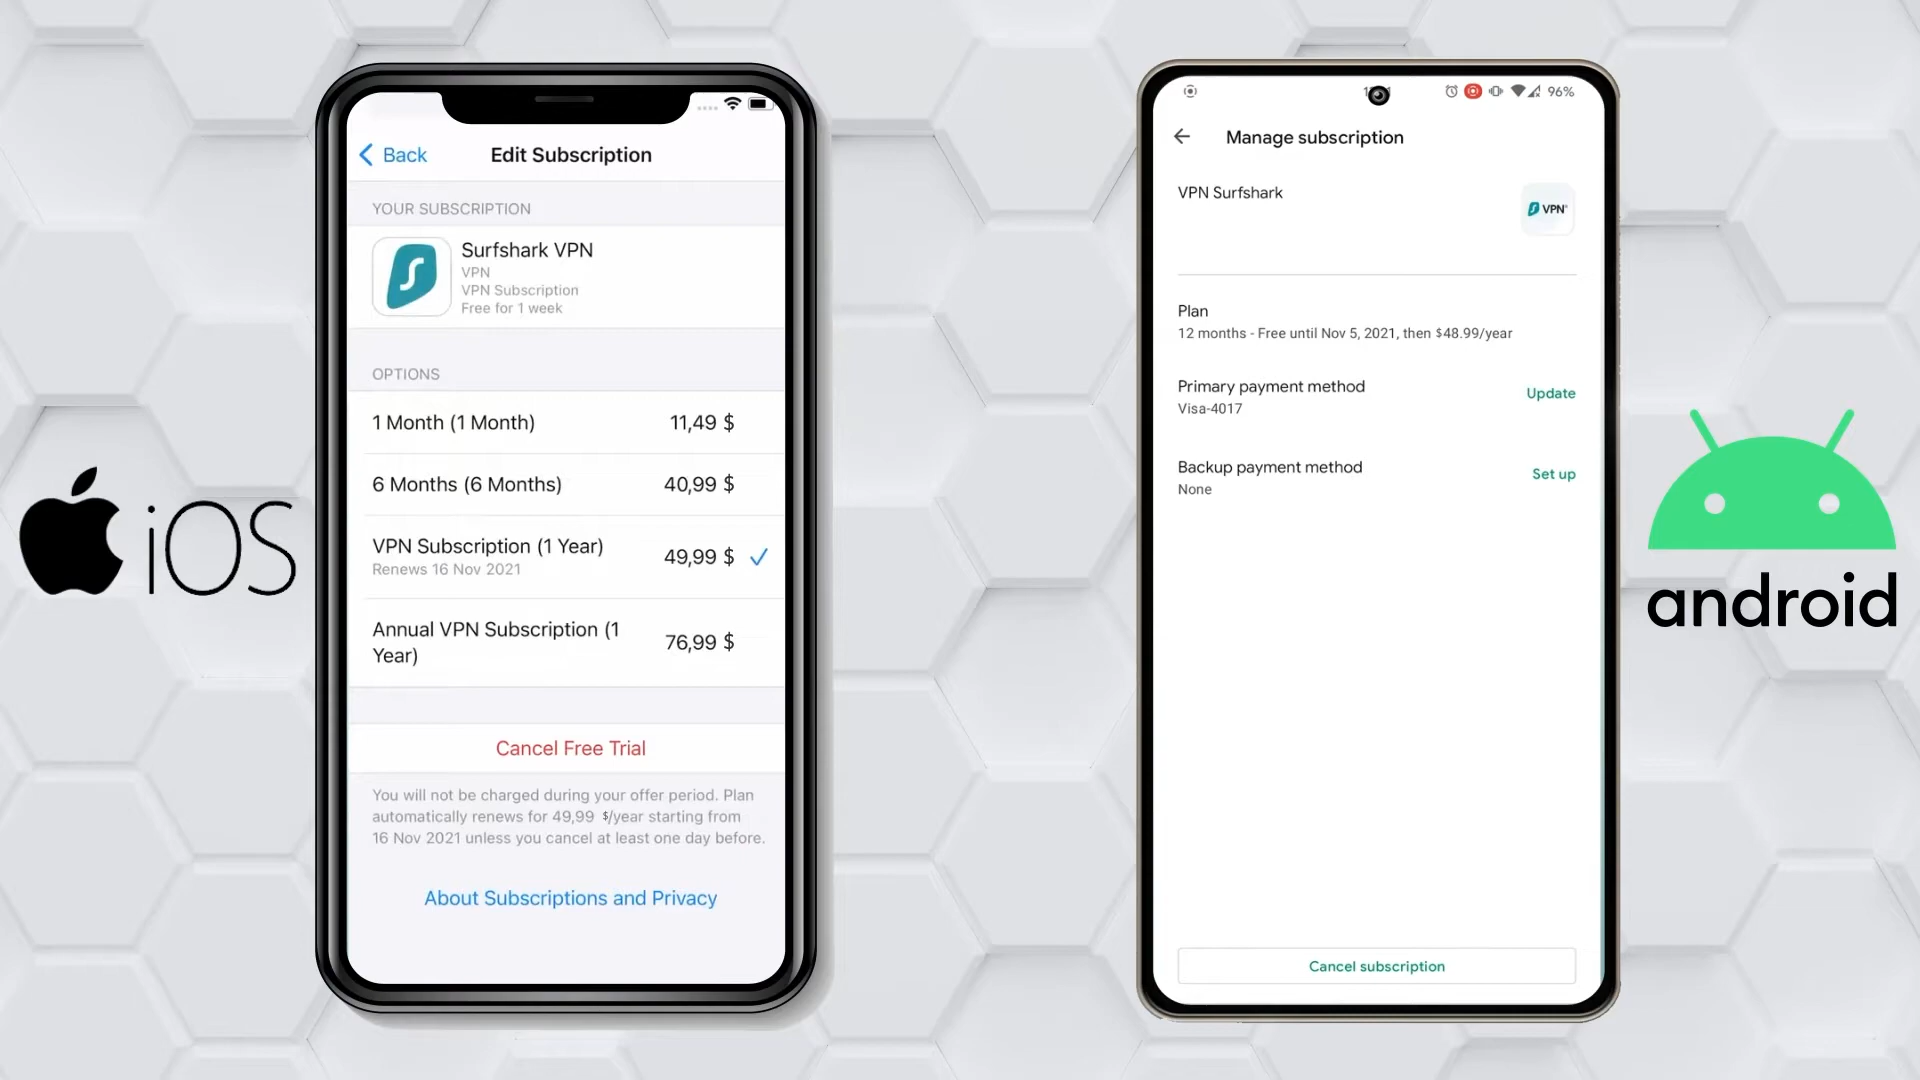 Back
Edit Subscription
YOUR SUBSCRIPTION
Surfshark VPN
VPN
VPN Subscription
Free for 1 week
OPTIONS
1 Month (1 Month) 11,49 $
6 Months (6 Months) 40,99 $
VPN Subscription (1 Year) 49,99 $
Renews 16 Nov 2021
Annual VPN Subscription (1
Year) 76,99 $
Cancel Free Trial
You will not be charged during your offer period. Plan
automatically renews for 49,99 $/year starting from
16 Nov 2021 unless you cancel at least one day before.
About Subscriptions and Privacy
iOS
96%
Manage subscription
VPN Surfshark
VPN
Plan
12 months - Free until Nov 5, 2021, then $48.99/year
Primary payment method
Visa-4017
Update
Backup payment method
None
Set up
Cancel subscription
android